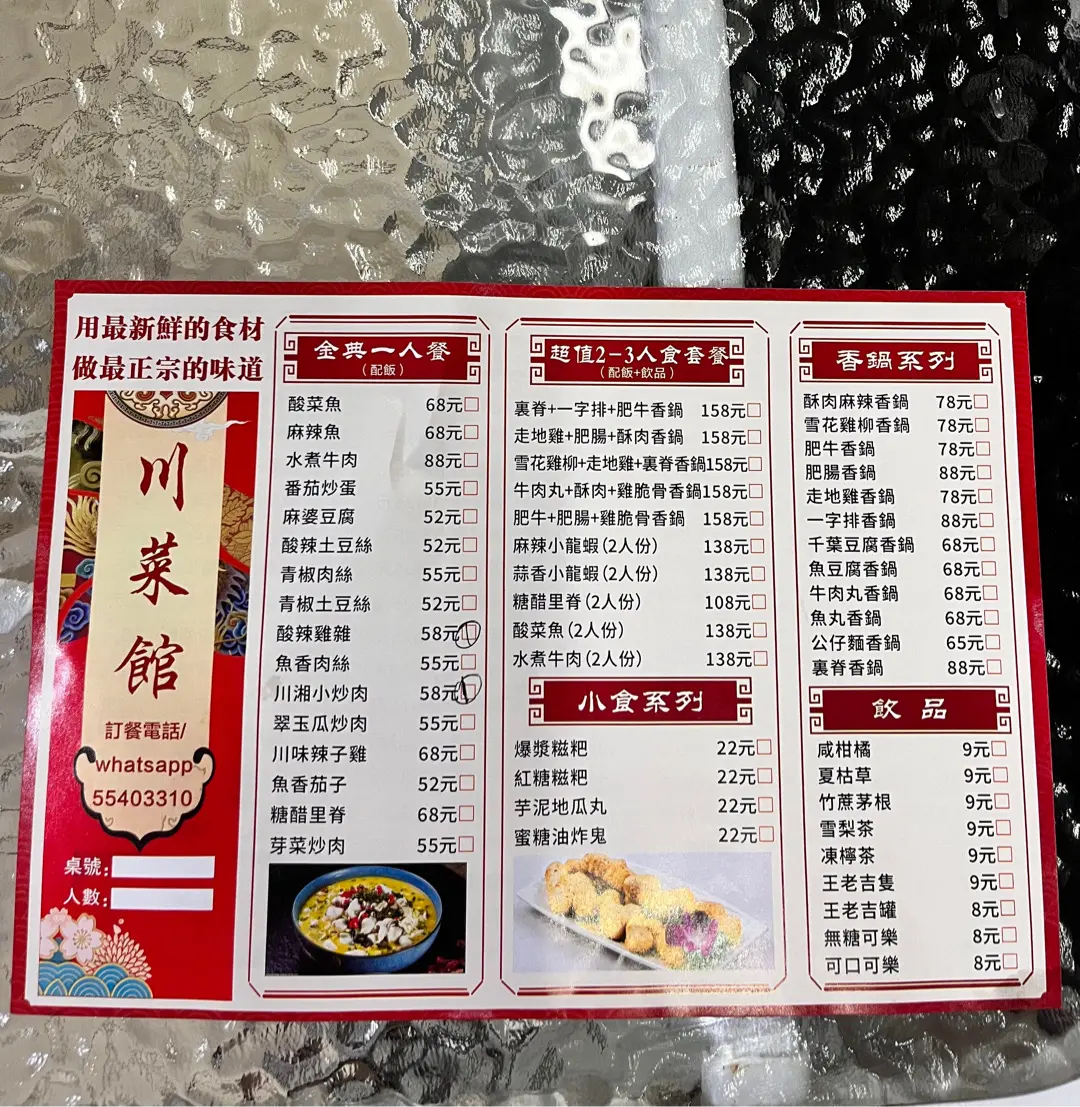 用最新鮮的食材
做最正宗的味道
川菜館
訂餐電話/
whatsapp
55403310
桌號:
人數:
金典一人餐
(配飯)
酸菜魚 68元
麻辣魚 68元
水煮牛肉 88元
番茄炒蛋 55元
麻婆豆腐 52元
酸辣土豆絲 52元
青椒肉絲 55元
青椒土豆絲 52元
酸辣雞雜 58元
魚香肉絲 55元
川湘小炒肉 58元
翠玉瓜炒肉 55元
川味辣子雞 68元
魚香茄子 52元
糖醋里脊 68元
芽菜炒肉 55元
超值2-3人食套餐
(配飯+飲品)
裏脊+一字排+肥牛香鍋 158元
走地雞+肥腸+酥肉香鍋 158元
雪花雞柳+走地雞+裏脊香鍋158元
牛肉丸+酥肉+雞脆骨香鍋158元
肥牛+肥腸+雞脆骨香鍋 158元
麻辣小龍蝦(2人份) 138元
蒜香小龍蝦(2人份) 138元
糖醋里脊(2人份) 108元
酸菜魚(2人份) 138元
水煮牛肉(2人份) 138元
小食系列
爆漿糍粑 22元
紅糖糍粑 22元
芋泥地瓜丸 22元
蜜糖油炸鬼 22元
香鍋系列
酥肉麻辣香鍋 78元
雪花雞柳香鍋 78元
肥牛香鍋 78元
肥腸香鍋 88元
走地雞香鍋 78元
一字排香鍋 88元
千葉豆腐香鍋 68元
魚豆腐香鍋 68元
牛肉丸香鍋 68元
魚丸香鍋 68元
公仔麵香鍋 65元
裏脊香鍋 88元
飲品
咸柑橘 9元
夏枯草 9元
竹蔗茅根 9元
雪梨茶 9元
凍檸茶 9元
王老吉隻 9元
王老吉罐 8元
無糖可樂 8元
可口可樂 8元